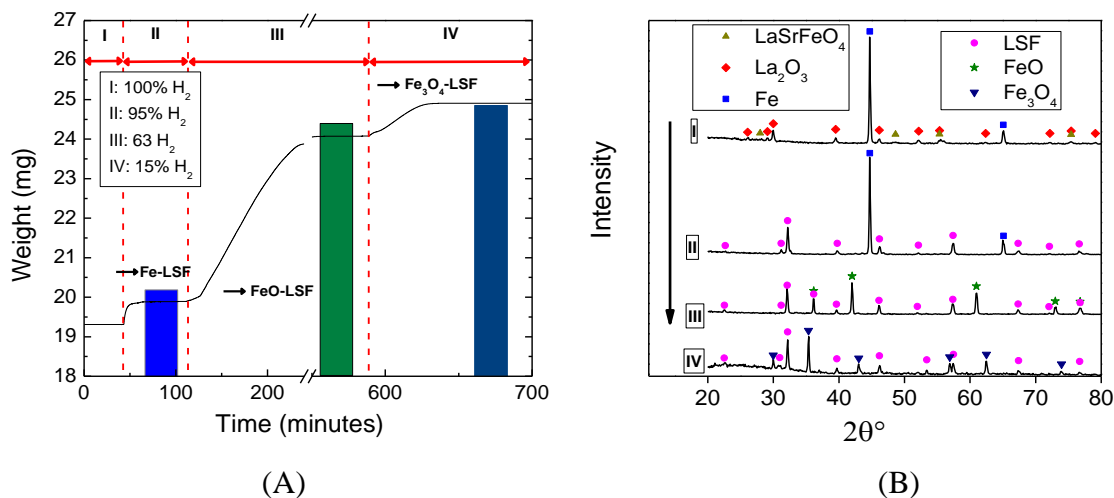 27
26
25
24
23
22
21
20
19
18
Weight (mg)
I
II
III
IV
I: 100% H₂
II: 95% H₂
III: 63 H₂
IV: 15% H₂
Fe₃O₄-LSF
Fe-LSF
FeO-LSF
0
100
200
600
700
Time (minutes)
(A)
Intensity
LaSrFeO₄
La₂O₃
Fe
LSF
FeO
Fe₃O₄
I
II
III
IV
20
30
40
50
60
70
80
2θ°
(B)